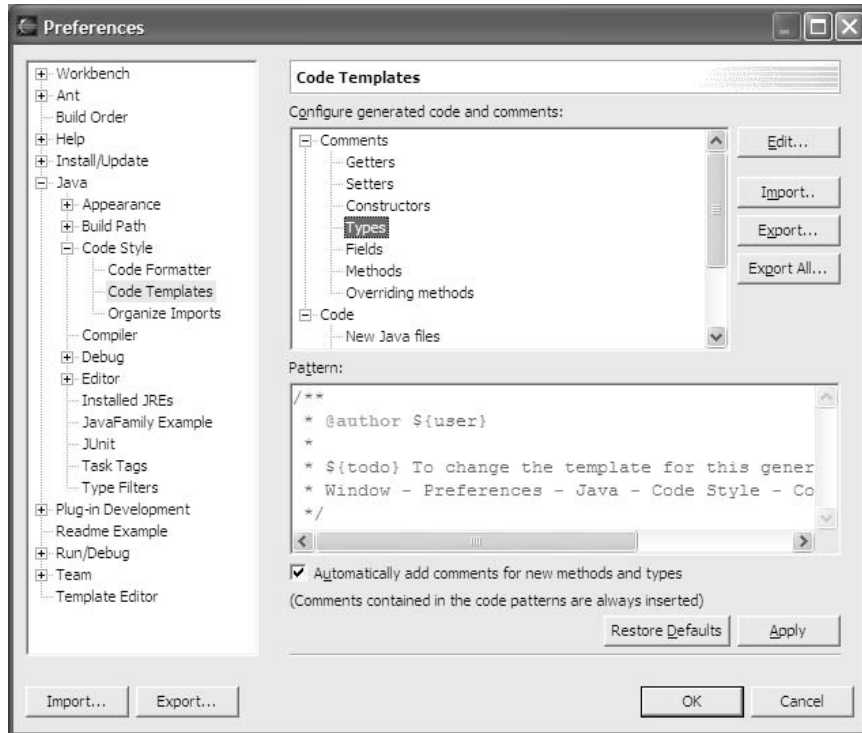 Preferences
Workbench
Ant
Build Order
Help
Install/Update
Java
Appearance
Build Path
Code Style
Code Formatter
Code Templates
Organize Imports
Compiler
Debug
Editor
Installed JREs
JavaFamily Example
JUnit
Task Tags
Type Filters
Plug-in Development
Readme Example
Run/Debug
Team
Template Editor
Import...
Export...
Code Templates
Configure generated code and comments:
Comments
Getters
Setters
Constructors
Types
Fields
Methods
Overriding methods
Code
New Java files
Edit...
Import..
Export...
Export All...
Pattern:
/**
* @author ${user}
*
* ${todo} To change the template for this gener
* Window - Preferences - Java - Code Style - Co
*/
Automatically add comments for new methods and types
(Comments contained in the code patterns are always inserted)
Restore Defaults
Apply
OK
Cancel